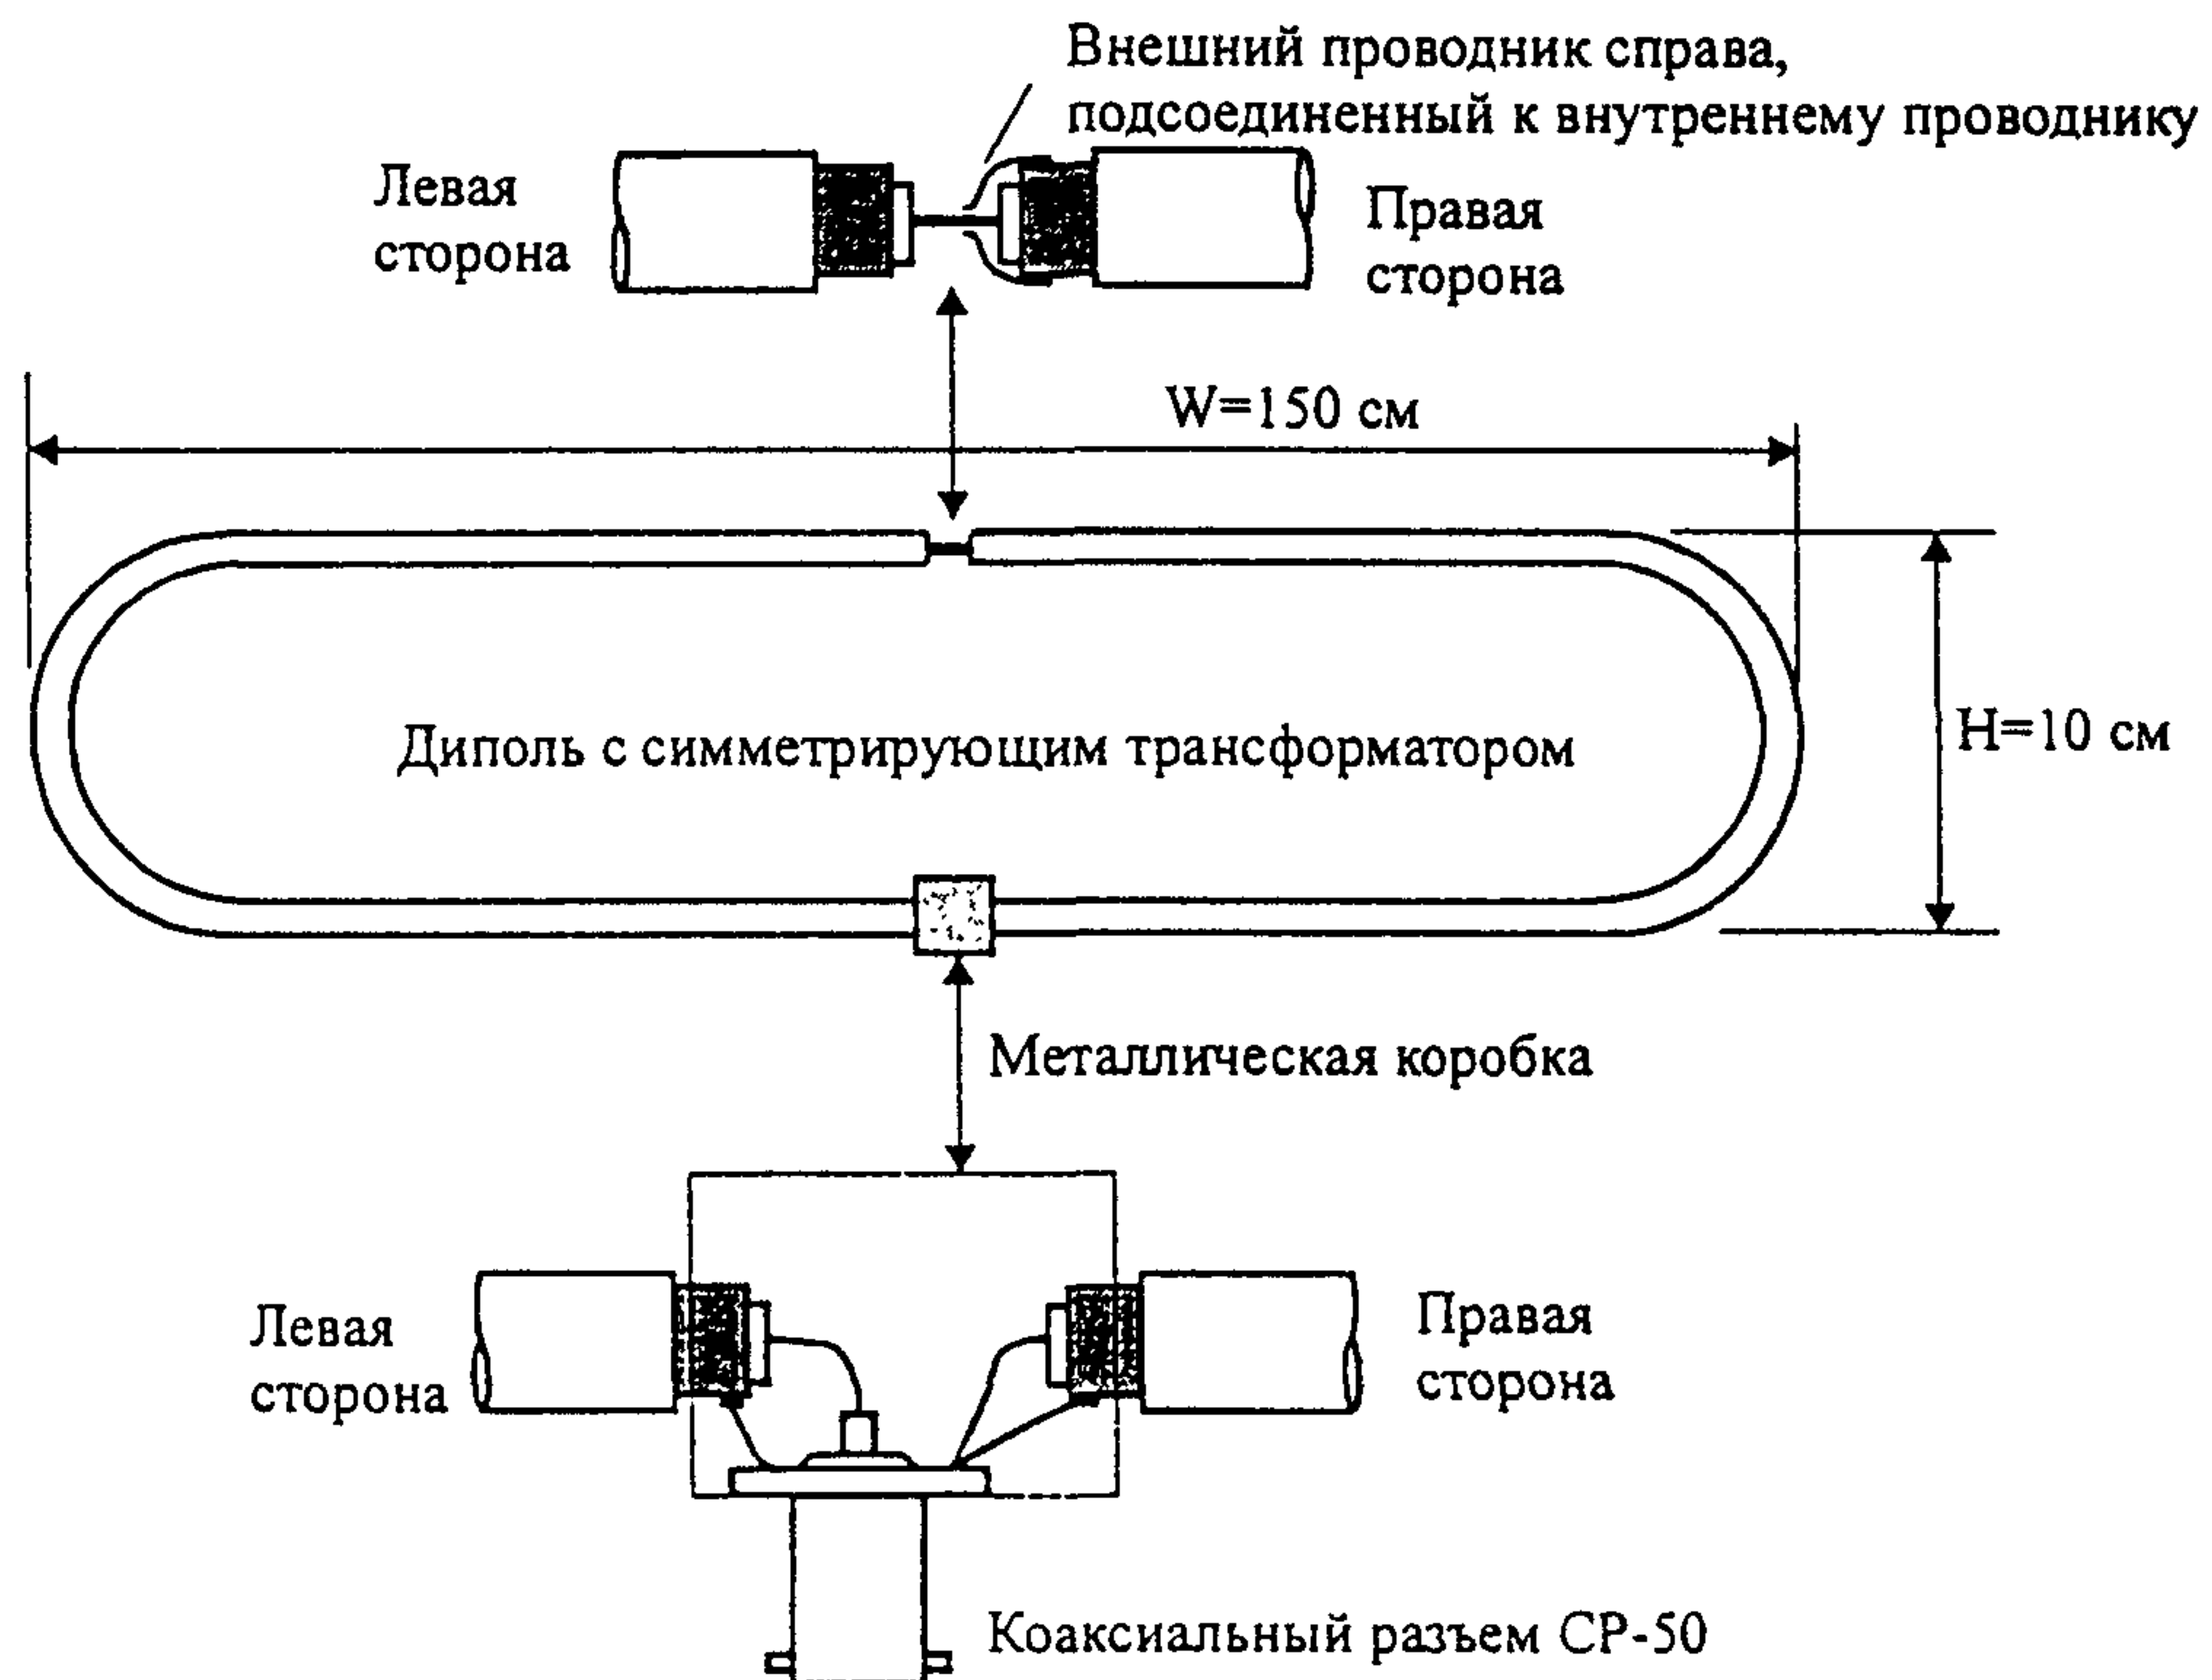 Внешний проводник справа,
подсоединенный к внутреннему проводнику
Левая
сторона
Правая
сторона
W=150 см
Диполь с симметрирующим трансформатором
H=10 см
Металлическая коробка
Левая
сторона
Правая
сторона
Коаксиальный разъем СР-50